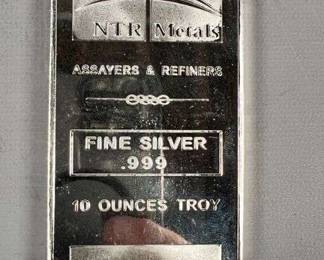 NTR Metals
ASSAYERS & REFINERS
FINE SILVER
.999
10 OUNCES TROY